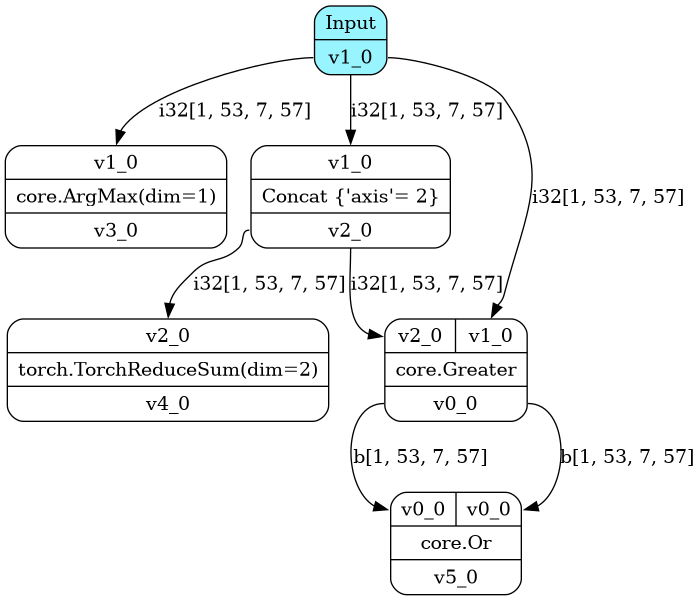 Input
v1_0
i32[1, 53, 7, 57]
i32[1, 53, 7, 57]
v1_0
core.ArgMax(dim=1)
v3_0
v1_0
Concat {'axis'= 2}
v2_0
i32[1, 53, 7, 57]
i32[1, 53, 7, 57]
i32[1, 53, 7, 57]
v2_0
torch.TorchReduceSum(dim=2)
v4_0
v2_0 v1_0
core.Greater
v0_0
b[1, 53, 7, 57]
b[1, 53, 7, 57]
v0_0 v0_0
core.Or
v5_0